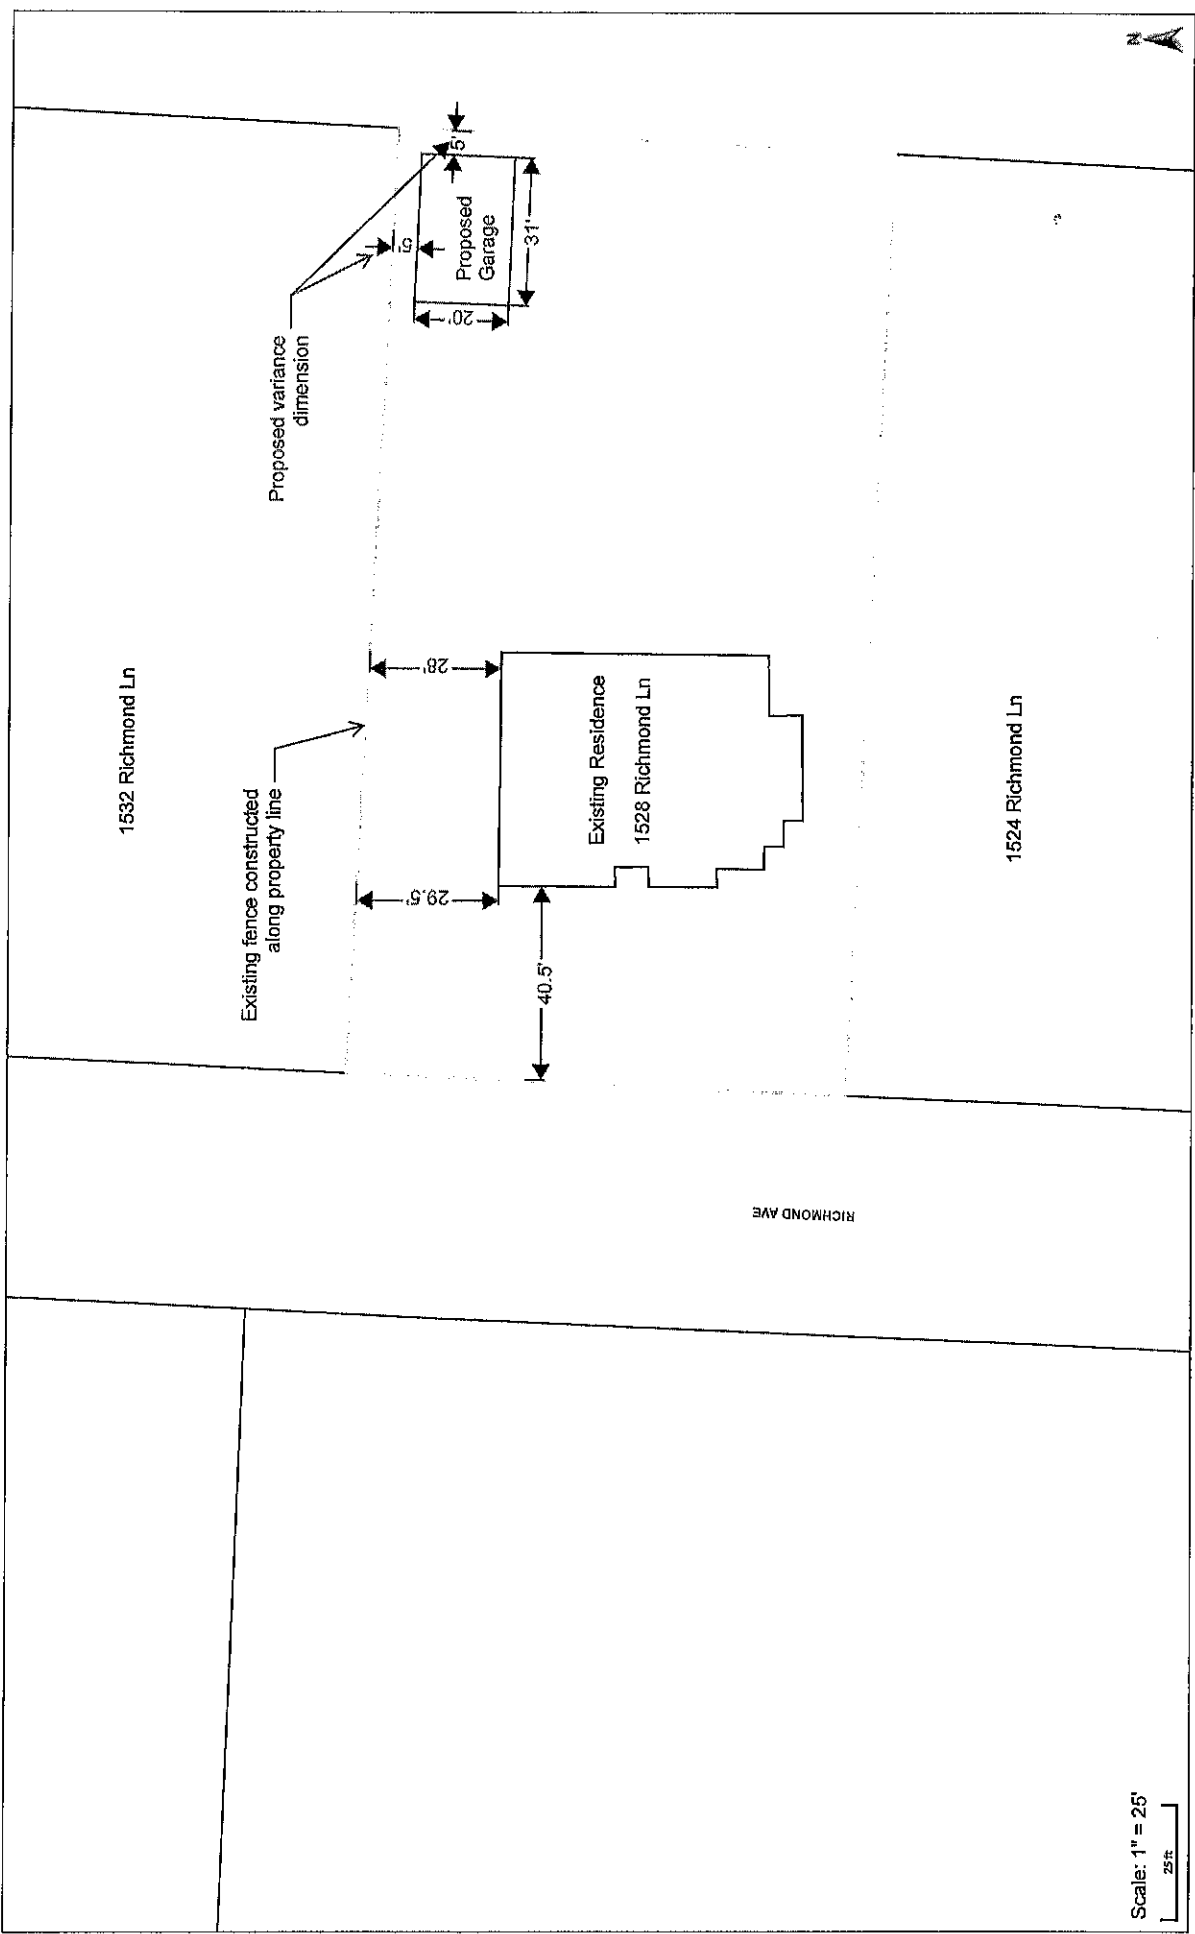 N
5'
5'
Proposed
Garage
31'
20'
Proposed variance
dimension
1532 Richmond Ln
28'
Existing fence constructed
along property line
Existing Residence
1528 Richmond Ln
1524 Richmond Ln
29.5'
40.5'
RICHMOND AVE
Scale: 1" = 25'
25 ft